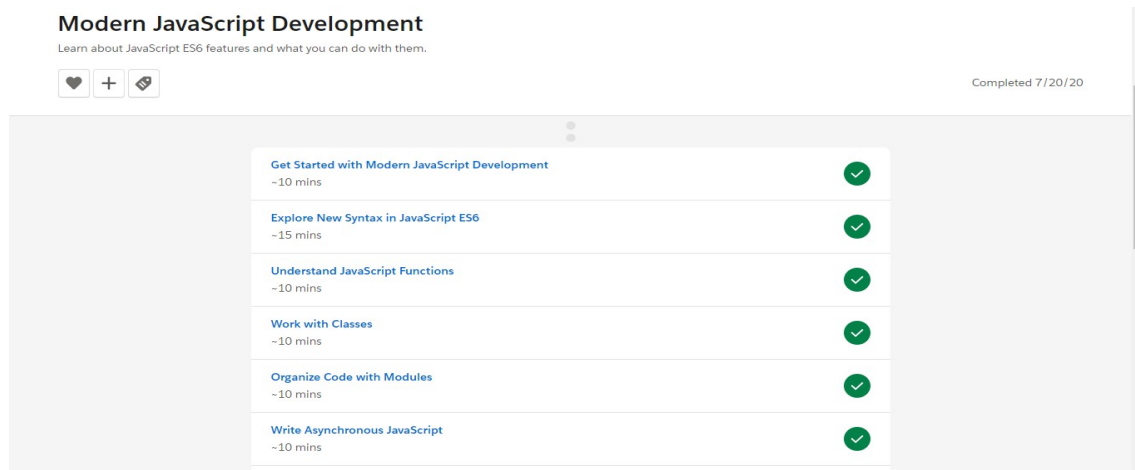 Modern JavaScript Development
Learn about JavaScript ES6 features and what you can do with them.
Completed 7/20/20
Get Started with Modern JavaScript Development
~10 mins
Explore New Syntax in JavaScript ES6
~15 mins
Understand JavaScript Functions
~10 mins
Work with Classes
~10 mins
Organize Code with Modules
~10 mins
Write Asynchronous JavaScript
~10 mins